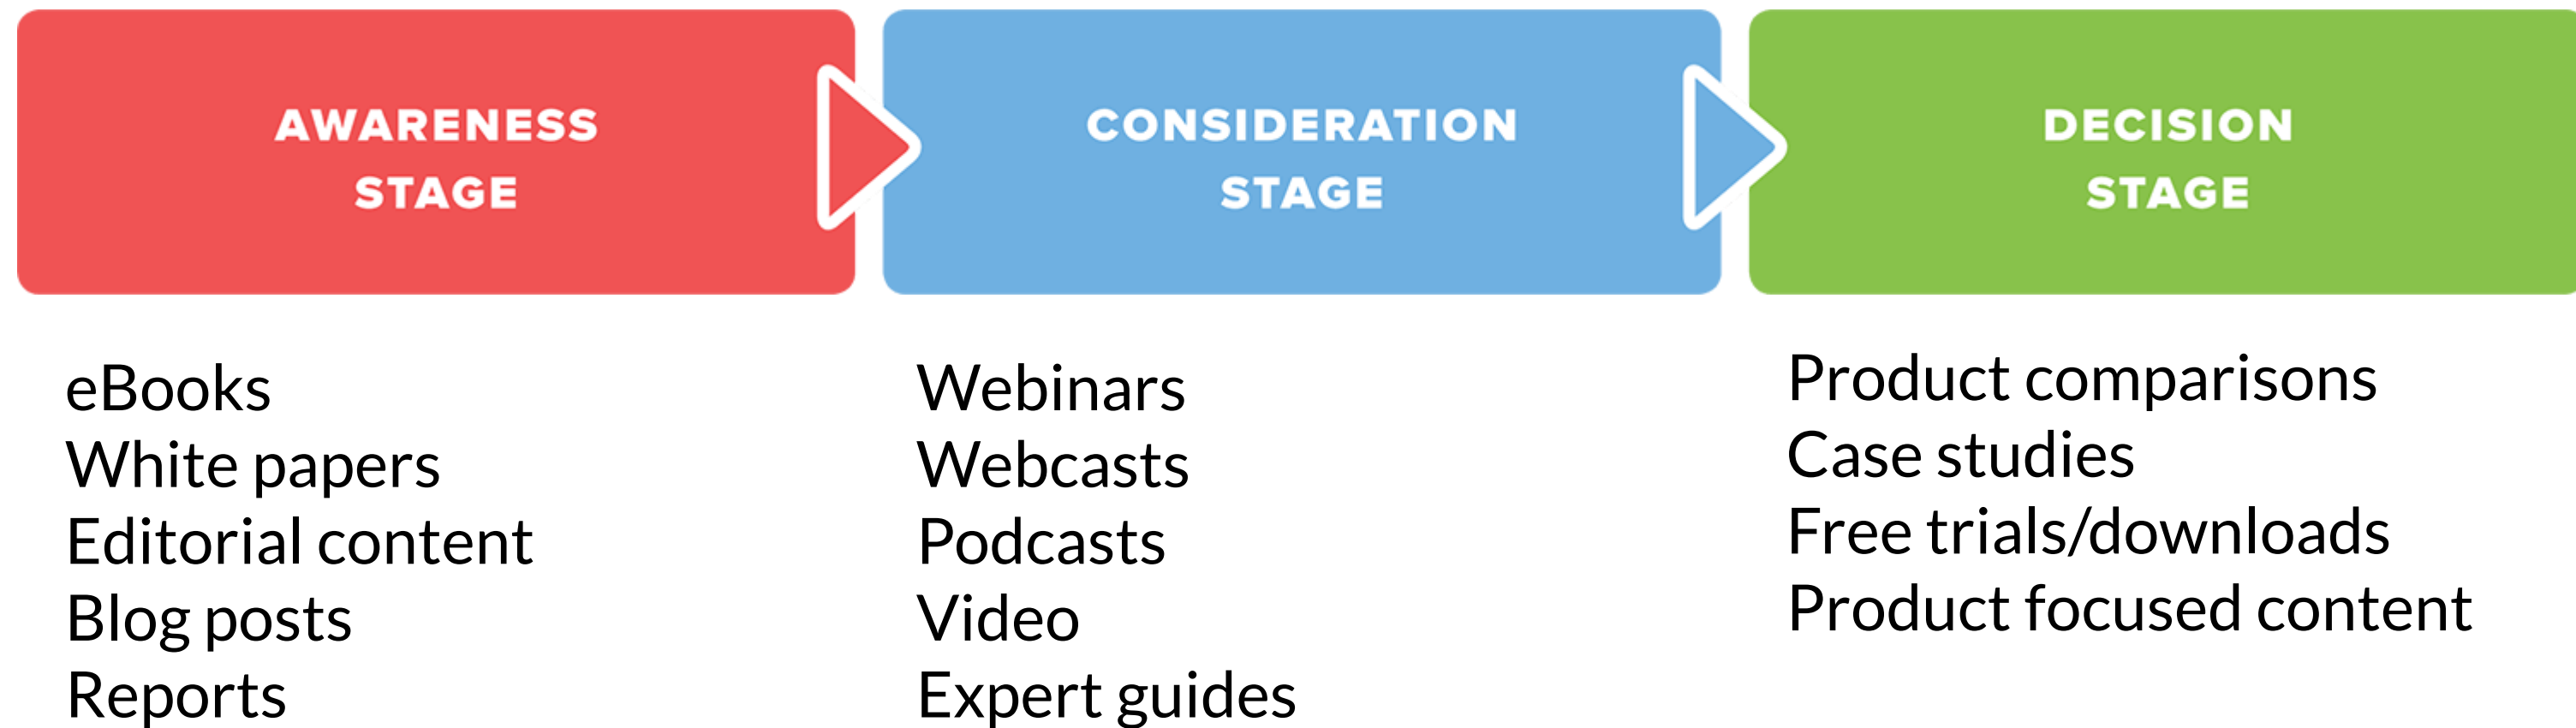 AWARENESS
STAGE
CONSIDERATION
STAGE
DECISION
STAGE
eBooks
White papers
Editorial content
Blog posts
Reports
Webinars
Webcasts
Podcasts
Video
Expert guides
Product comparisons
Case studies
Free trials/downloads
Product focused content